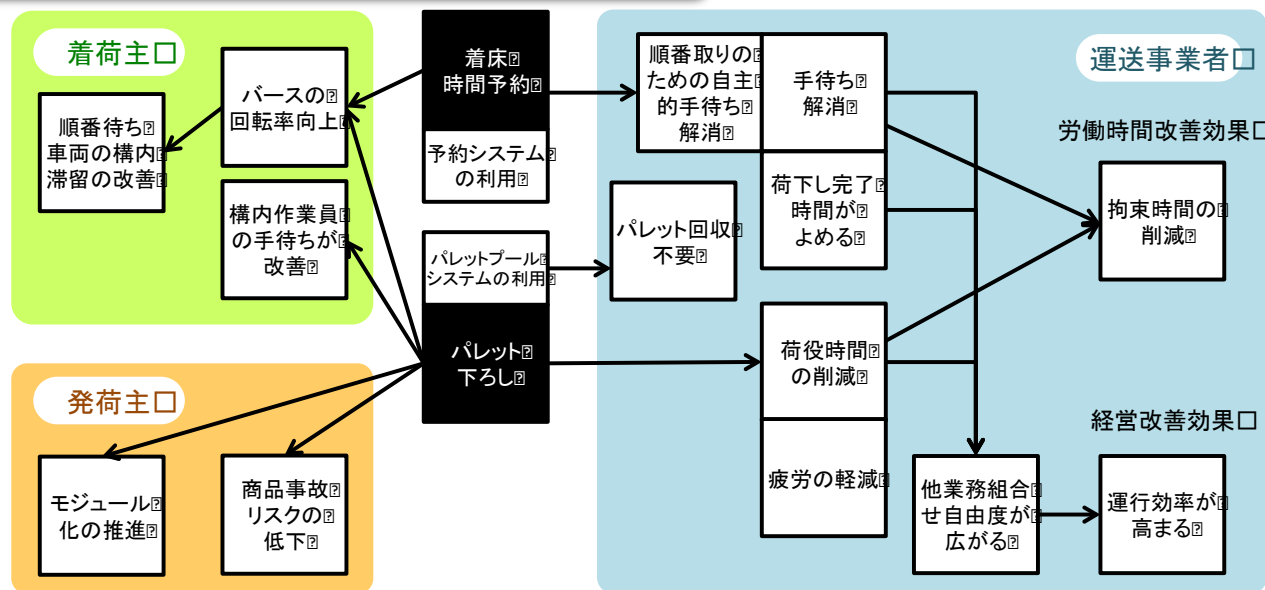 着荷主
順番待ち
車両の構内
滞留の改善
バースの
回転率向上
構内作業員
の手待ちが
改善
発荷主
モジュール
化の推進
商品事故
リスクの
低下
着床
時間予約
予約システム
の利用
パレットプール
システムの利用
パレット
下ろし
運送事業者
順番取りの
ための自主
的手待ち
解消
手待ち
解消
荷下し完了
時間が
よめる
パレット回収
不要
荷役時間
の削減
疲労の軽減
労働時間改善効果
拘束時間の
削減
経営改善効果
他業務組合
せ自由度が
広がる
運行効率が
高まる